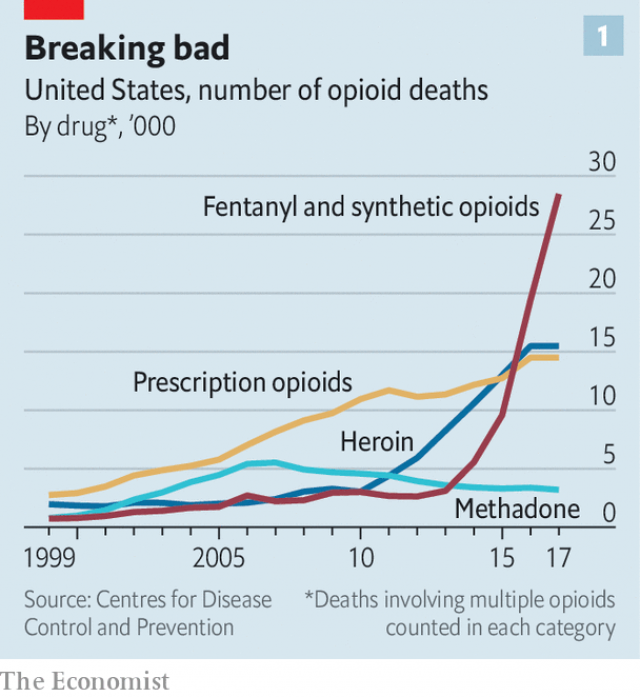 Breaking bad
1
United States, number of opioid deaths
By drug*, ’000
30
Fentanyl and synthetic opioids
25
20
15
Prescription opioids
10
Heroin
5
Methadone
0
1999 2005 10 15 17
Source: Centres for Disease
Control and Prevention
*Deaths involving multiple opioids
counted in each category
The Economist